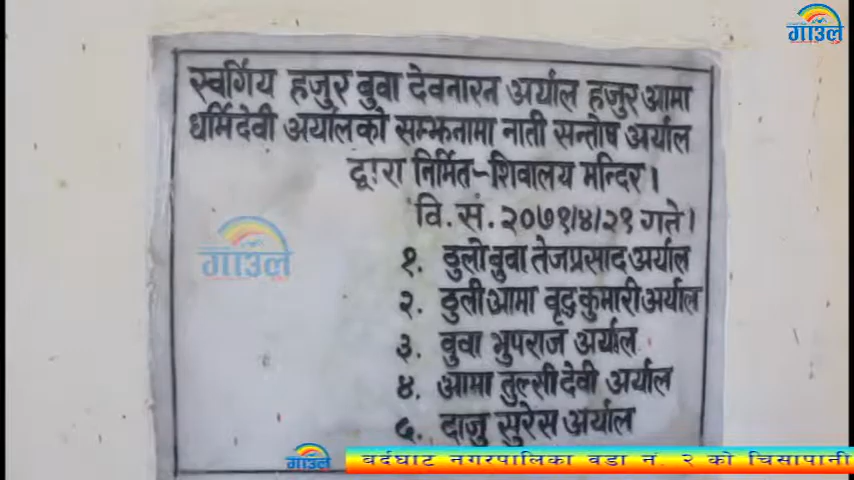 गाउँले
स्वर्गिय हजुर बुवा देवनारन अर्याल हजुर आमा
धर्मिदेवी अर्यालको सम्झनामा नाती सन्तोष अर्याल
द्वारा निर्मित-शिवालय मन्दिर।
वि.सं. २०७१/४/२१ गते।
गाउँले
१. ठुलो बुवा तेजप्रसाद अर्याल
२. ठुली आमा वृद्धकुमारी अर्याल
३. बुवा भुपराज अर्याल
४. आमा तुल्सीदेवी अर्याल
५. दाजु सुरेस अर्याल
गाउँले
बर्दघाट नगरपालिका वडा नं. २ को चिसापानी